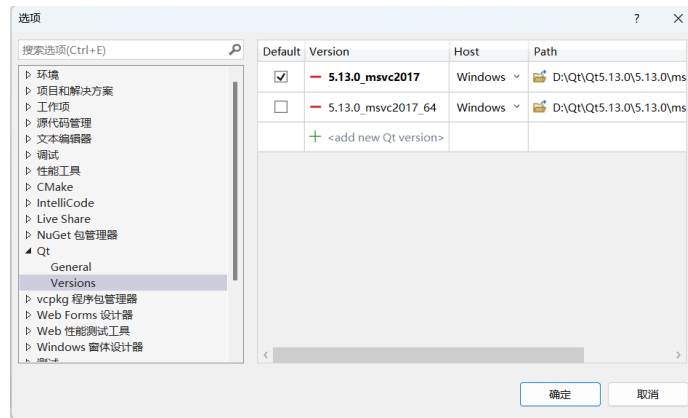 选项
?
×
搜索选项(Ctrl+E)
环境
项目和解决方案
工作项
源代码管理
文本编辑器
调试
性能工具
CMake
IntelliCode
Live Share
NuGet 包管理器
Qt
General
Versions
vcpkg 程序包管理器
Web Forms 设计器
Web 性能测试工具
Windows 窗体设计器
Default Version Host Path
5.13.0_msvc2017 Windows D:\Qt\Qt5.13.0\5.13.0\ms
5.13.0_msvc2017_64 Windows D:\Qt\Qt5.13.0\5.13.0\ms
<add new Qt version>
确定 取消